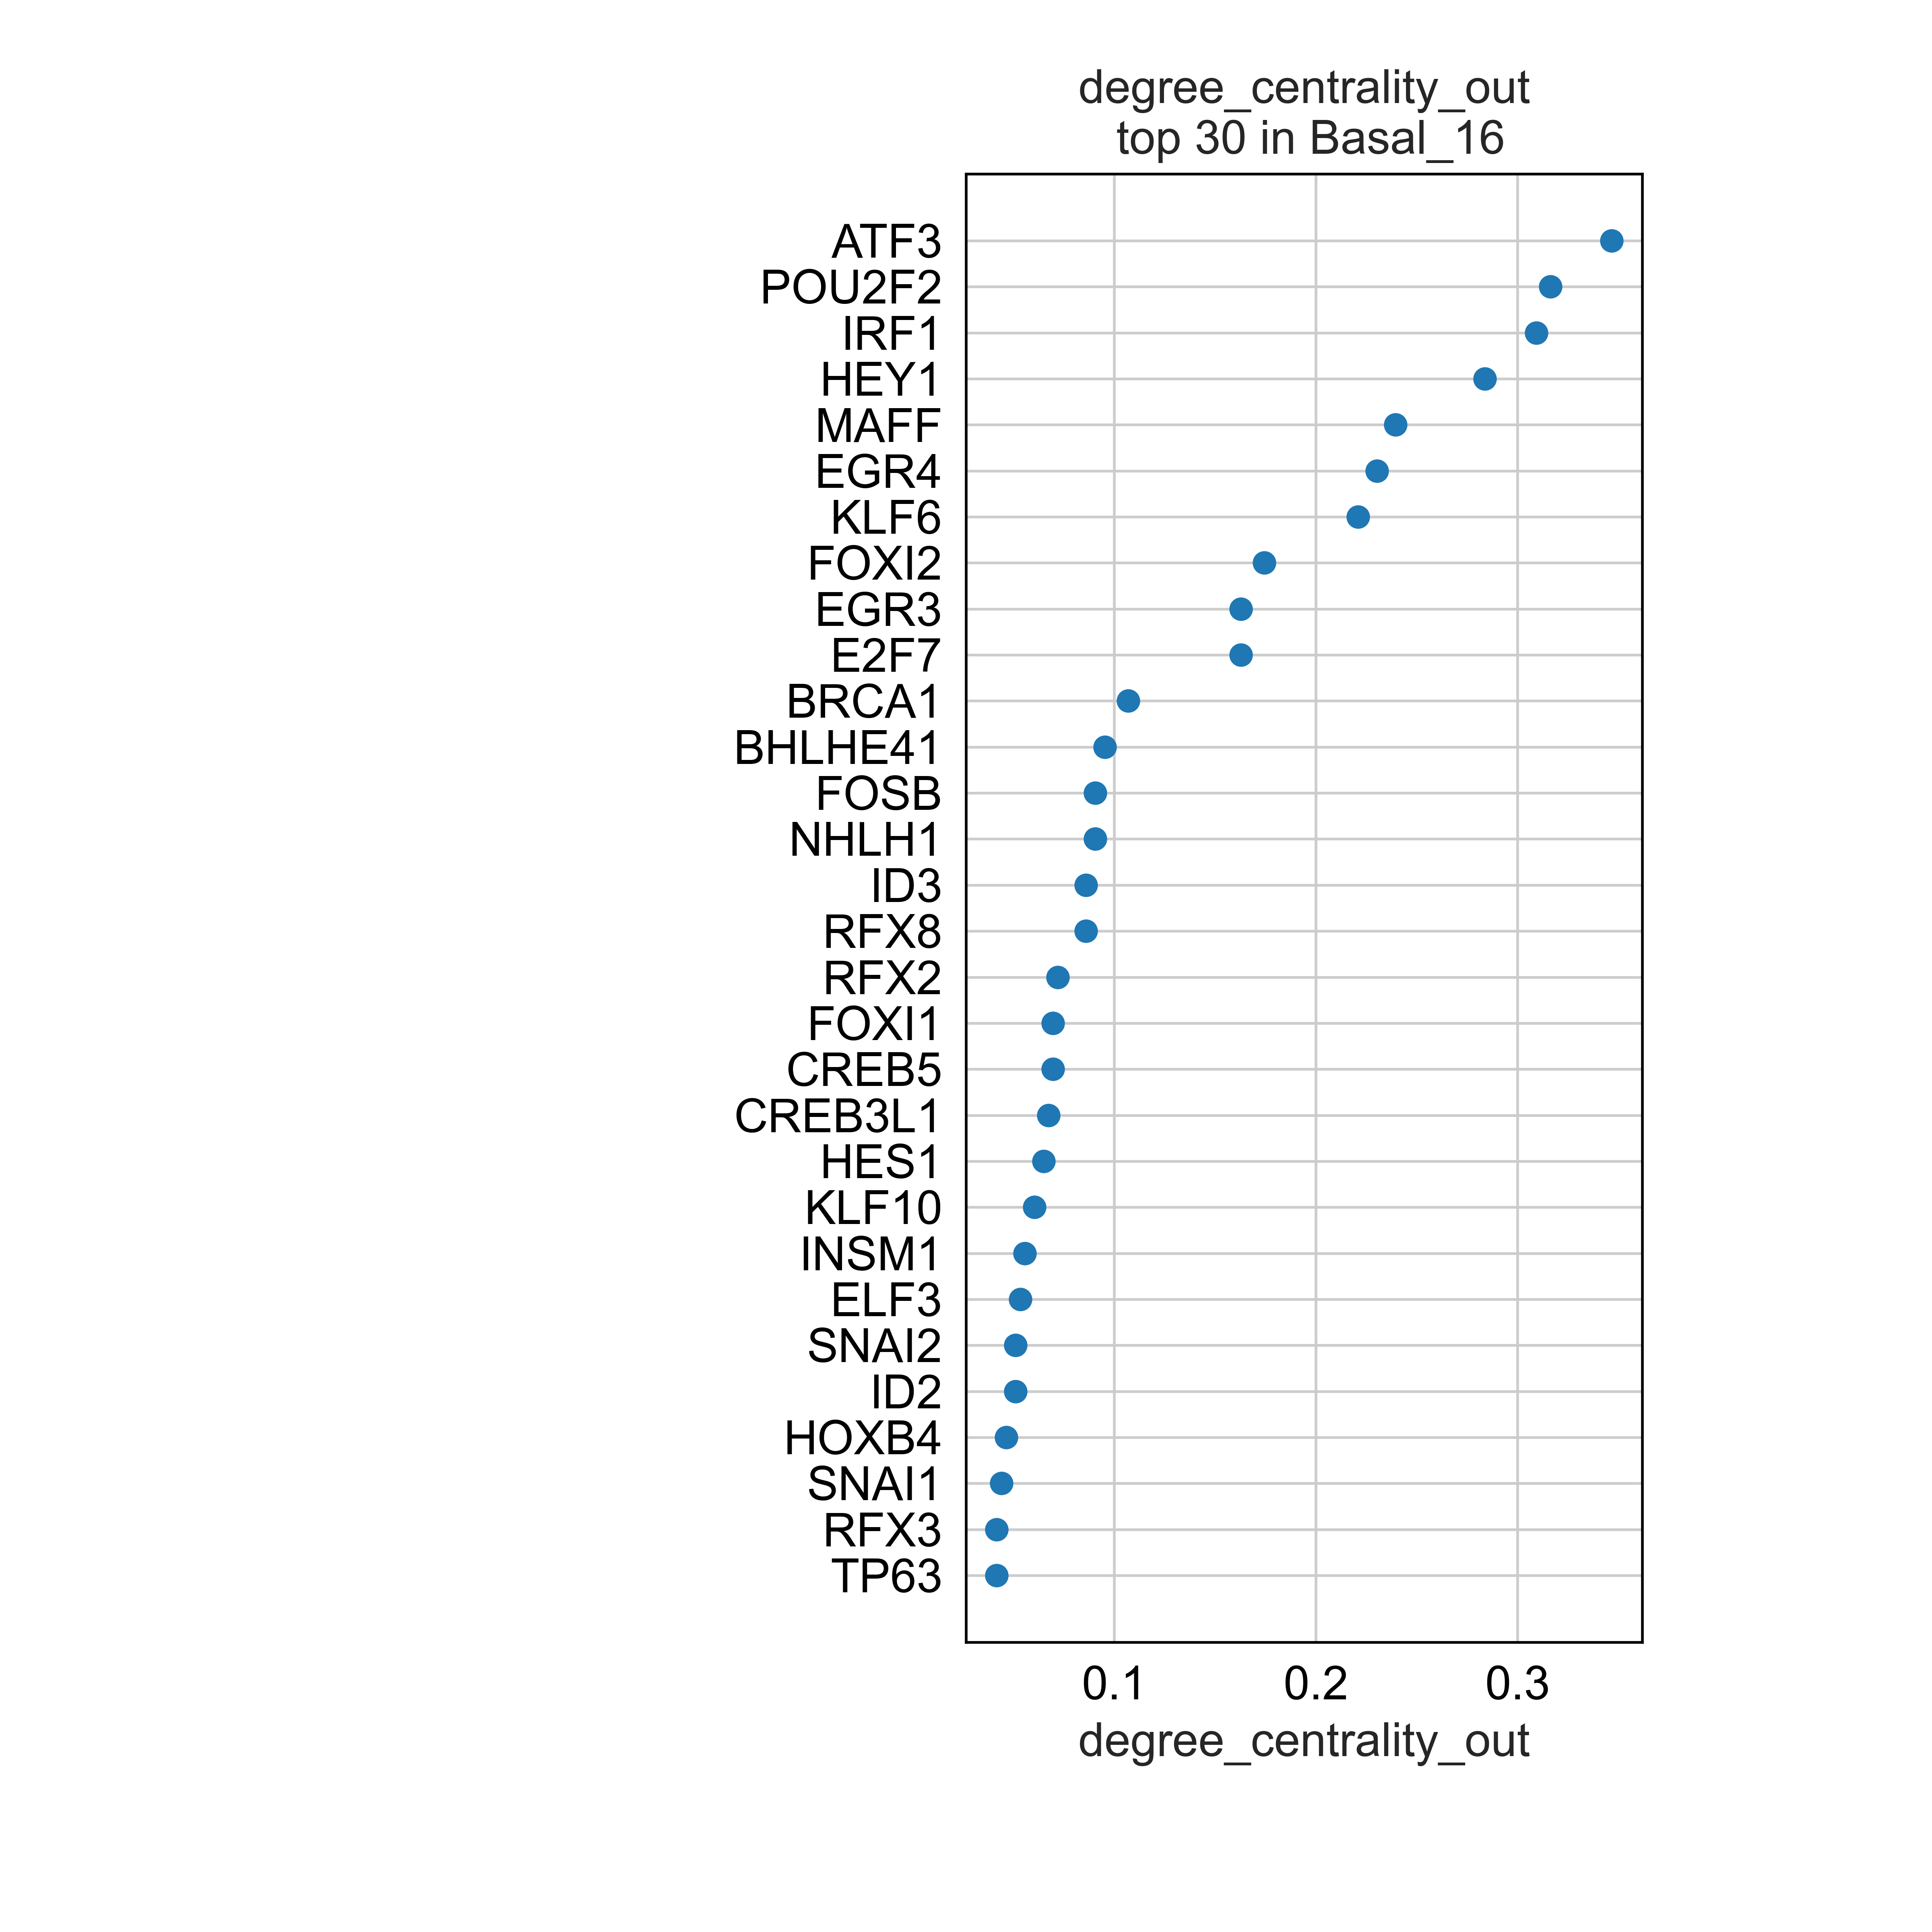 degree_centrality_out
top 30 in Basal_16
ATF3
POU2F2
IRF1
HEY1
MAFF
EGR4
KLF6
FOXI2
EGR3
E2F7
BRCA1
BHLHE41
FOSB
NHLH1
ID3
RFX8
RFX2
FOXI1
CREB5
CREB3L1
HES1
KLF10
INSM1
ELF3
SNAI2
ID2
HOXB4
SNAI1
RFX3
TP63
0.1 0.2 0.3
degree_centrality_out